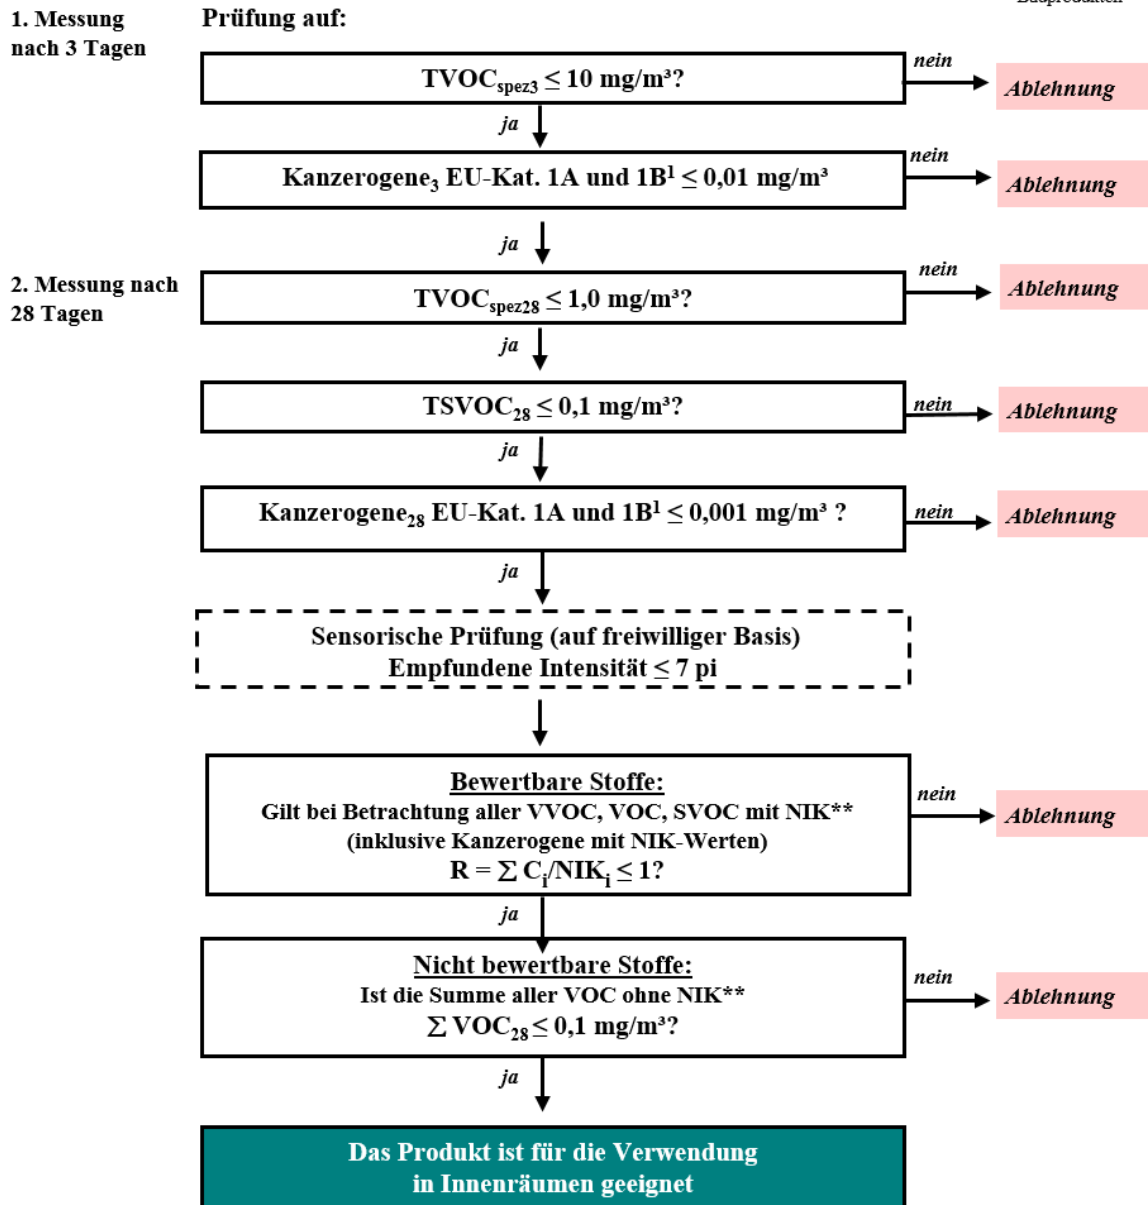 Bauprodukten
1. Messung
nach 3 Tagen
Prüfung auf:
TVOCspez3 ≤ 10 mg/m³?
nein
Ablehnung
ja
Kanzerogene3 EU-Kat. 1A und 1B¹ ≤ 0,01 mg/m³
nein
Ablehnung
ja
2. Messung nach
28 Tagen
TVOCspez28 ≤ 1,0 mg/m³?
nein
Ablehnung
ja
TSVOC28 ≤ 0,1 mg/m³?
nein
Ablehnung
ja
Kanzerogene28 EU-Kat. 1A und 1B¹ ≤ 0,001 mg/m³ ?
nein
Ablehnung
ja
Sensorische Prüfung (auf freiwilliger Basis)
Empfundene Intensität ≤ 7 pi
Bewertbare Stoffe:
Gilt bei Betrachtung aller VVOC, VOC, SVOC mit NIK**
(inklusive Kanzerogene mit NIK-Werten)
R = Σ Ci/NIKi ≤ 1?
nein
Ablehnung
ja
Nicht bewertbare Stoffe:
Ist die Summe aller VOC ohne NIK**
Σ VOC28 ≤ 0,1 mg/m³?
nein
Ablehnung
ja
Das Produkt ist für die Verwendung
in Innenräumen geeignet